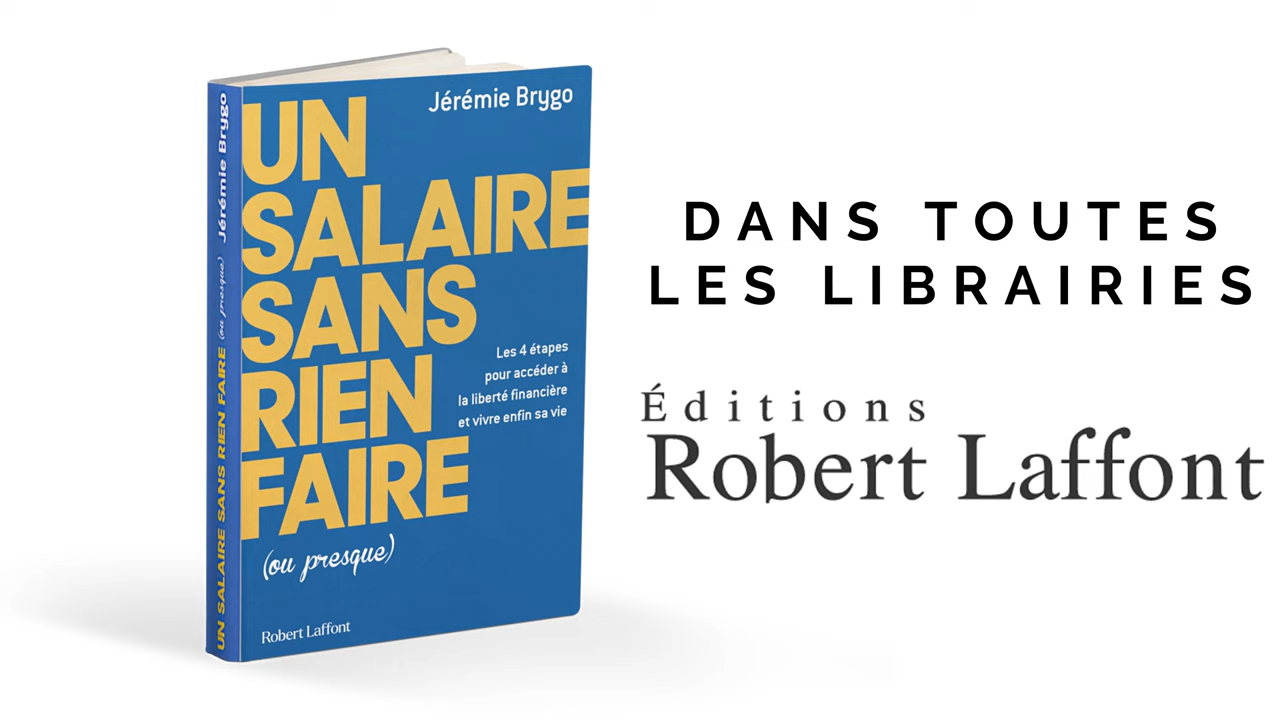 Jérémie Brygo
UN
SALAIRE
SANS
RIEN
FAIRE
(ou presque)
Les 4 étapes
pour accéder à
la liberté financière
et vivre enfin sa vie
Robert Laffont
UN SALAIRE SANS RIEN FAIRE (ou presque) Jérémie Brygo
DANS TOUTES
LES LIBRAIRIES
Éditions
Robert Laffont